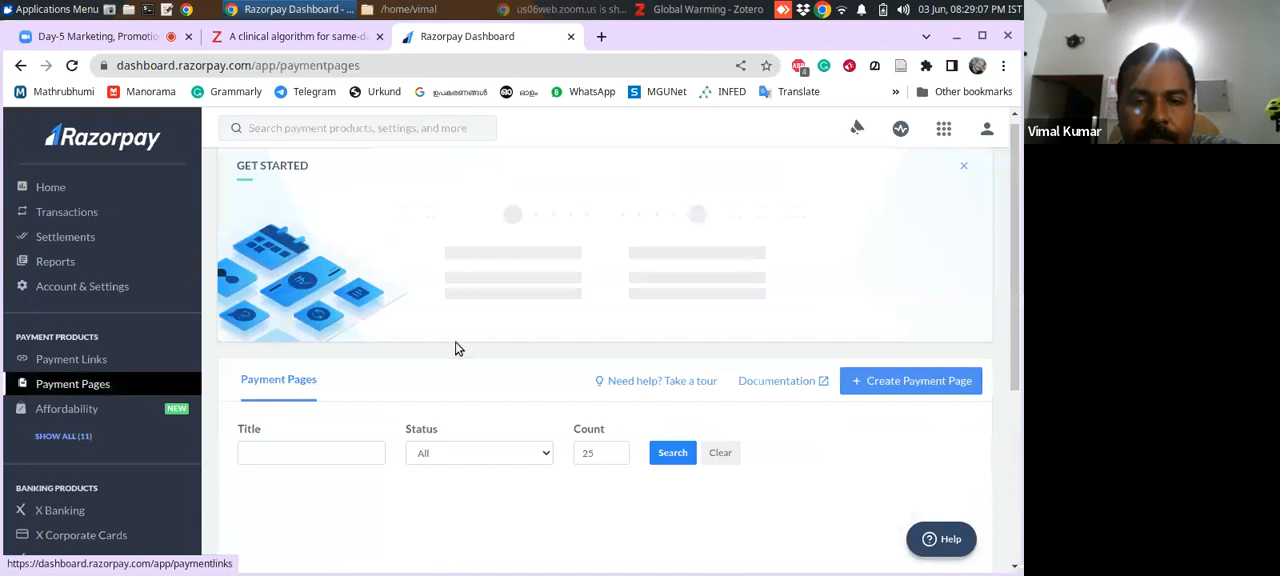 Applications Menu
Razorpay Dashboard - ...
/home/vimal
us06web.zoom.us is sh...
Global Warming - Zotero
03 Jun, 08:29:07 PM IST
Day-5 Marketing, Promotio
A clinical algorithm for same-d
Razorpay Dashboard
dashboard.razorpay.com/app/paymentpages
4
Mathrubhumi
Manorama
Grammarly
Telegram
Urkund
ഉപകരണങ്ങൾ
ഓളം
WhatsApp
MGUNet
INFED
Translate
»
Other bookmarks
Razorpay
Search payment products, settings, and more
Vimal Kumar
GET STARTED
Home
Transactions
Settlements
Reports
Account & Settings
PAYMENT PRODUCTS
Payment Links
Payment Pages
Affordability
NEW
SHOW ALL (11)
BANKING PRODUCTS
X Banking
X Corporate Cards
Payment Pages
Need help? Take a tour
Documentation
+ Create Payment Page
Title
Status
Count
All
25
Search
Clear
Help
https://dashboard.razorpay.com/app/paymentlinks